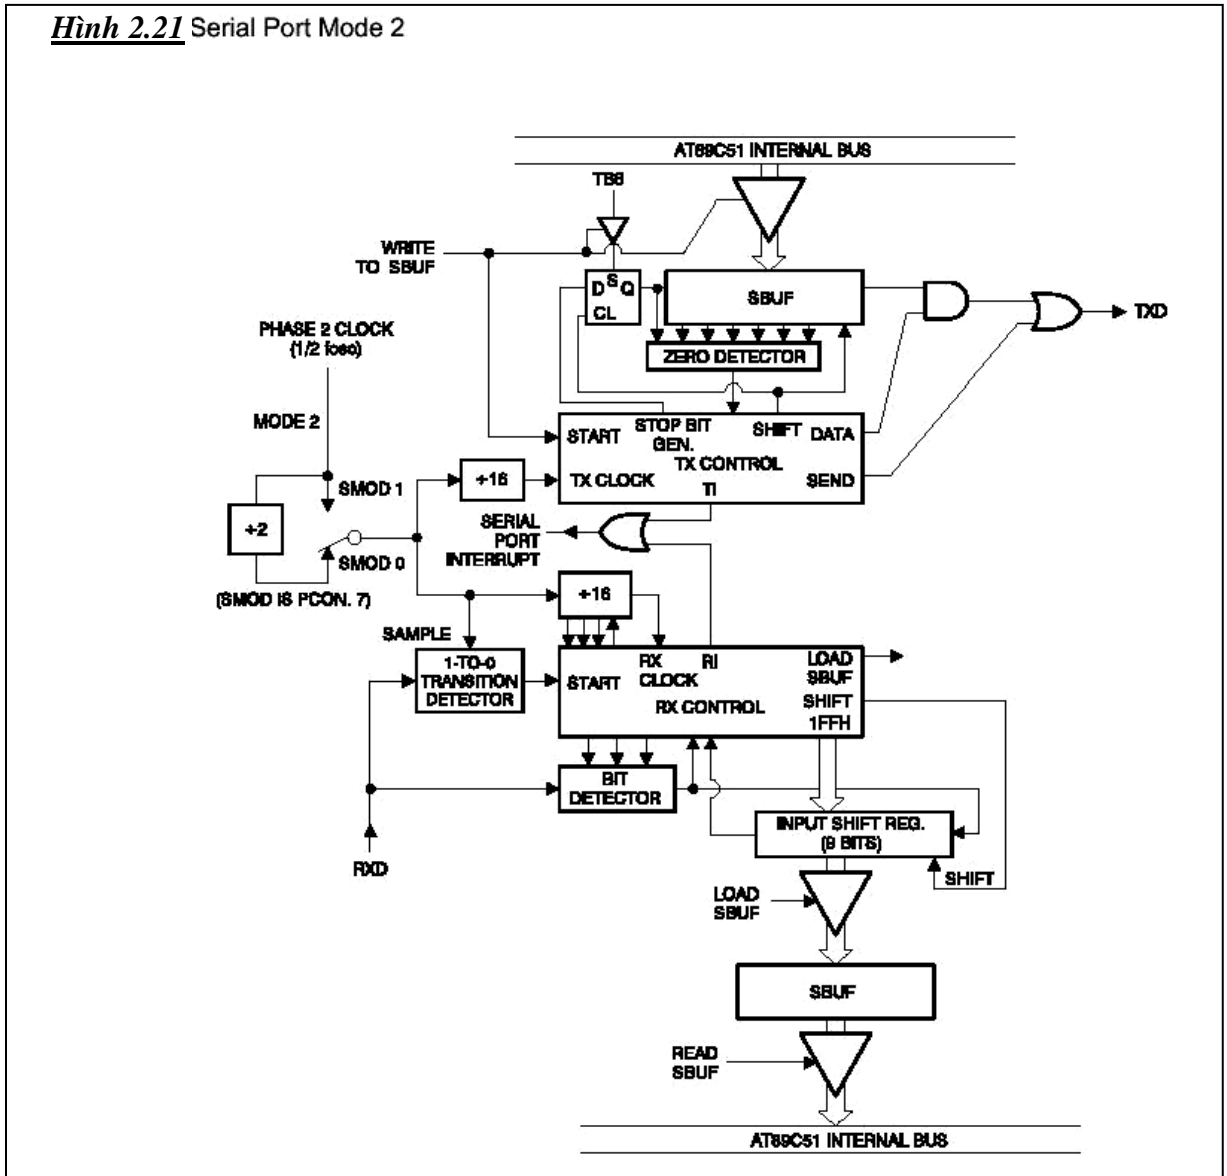 Hình 2.21 Serial Port Mode 2
AT89C51 INTERNAL BUS
TB8
WRITE
TO SBUF
D S Q
CL
SBUF
TXD
PHASE 2 CLOCK
(1/2 fosc)
ZERO DETECTOR
MODE 2
START
STOP BIT
GEN.
SHIFT
DATA
TX CONTROL
TX CLOCK
TI
SEND
÷16
SMOD 1
÷2
SMOD 0
(SMOD IS PCON. 7)
SERIAL
PORT
INTERRUPT
÷16
SAMPLE
1-TO-0
TRANSITION
DETECTOR
START
RX
CLOCK
RI
LOAD
SBUF
RX CONTROL
SHIFT
1FFH
BIT
DETECTOR
RXD
INPUT SHIFT REG.
(9 BITS)
SHIFT
LOAD
SBUF
SBUF
READ
SBUF
AT89C51 INTERNAL BUS